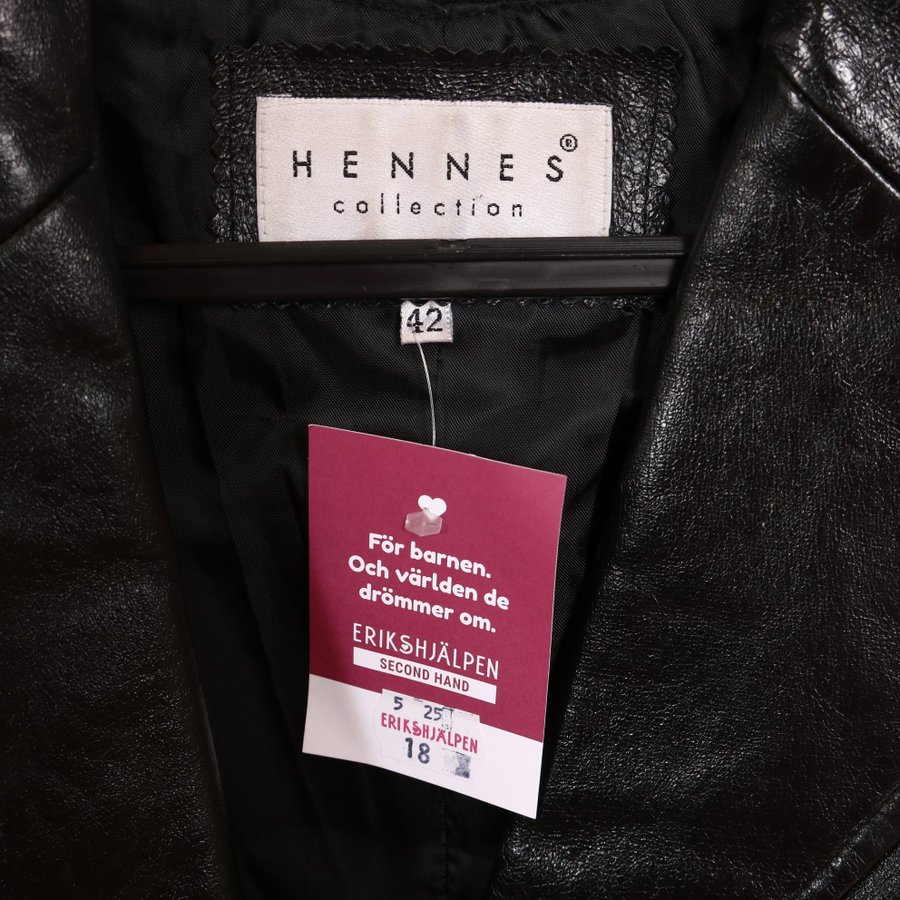 HENNES®
collection
42
För barnen.
Och världen de
drömmer om.
ERIKSHJÄLPEN
SECOND HAND
5 25
ERIKSHJÄLPEN
18